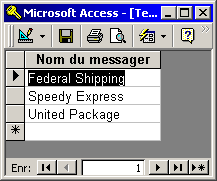 Microsoft Access - [Te...
Nom du messager
Federal Shipping
Speedy Express
United Package
Enr: 1